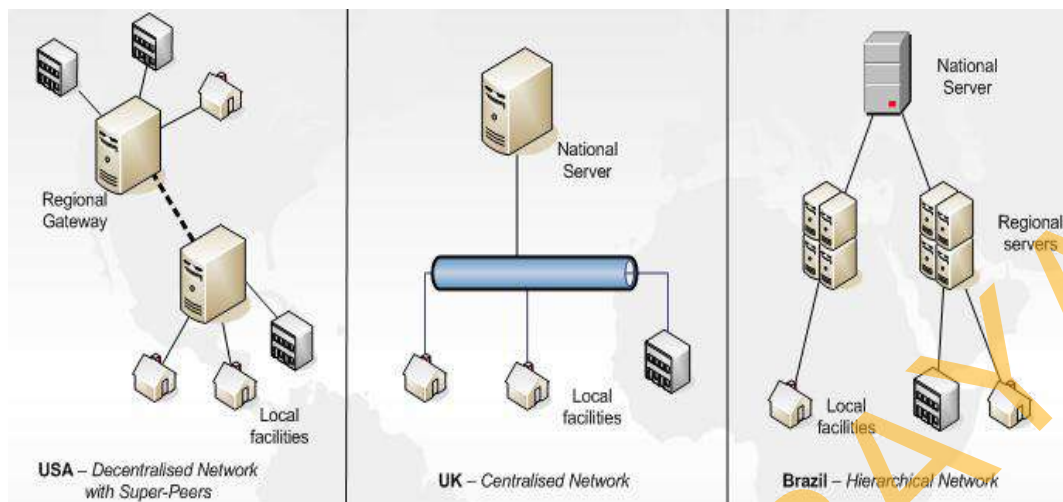 Regional
Gateway
Local
facilities
USA – Decentralised Network
with Super-Peers
National
Server
Local
facilities
UK – Centralised Network
National
Server
Regional
servers
Local
facilities
Brazil – Hierarchical Network